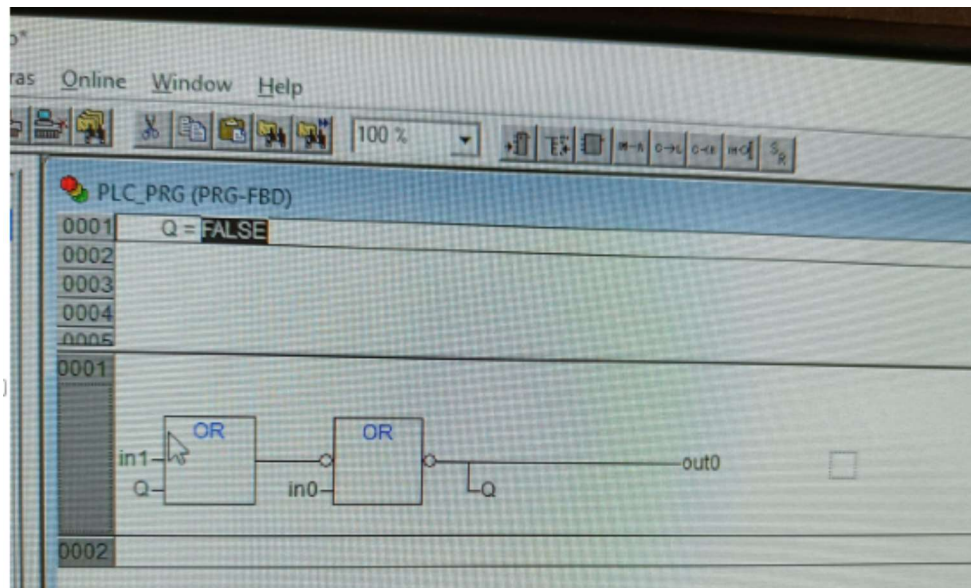 ras Online Window Help
100 %
PLC_PRG (PRG-FBD)
0001 Q = FALSE
0002
0003
0004
0005
0001
OR OR
in1 out0
Q in0 Q
0002